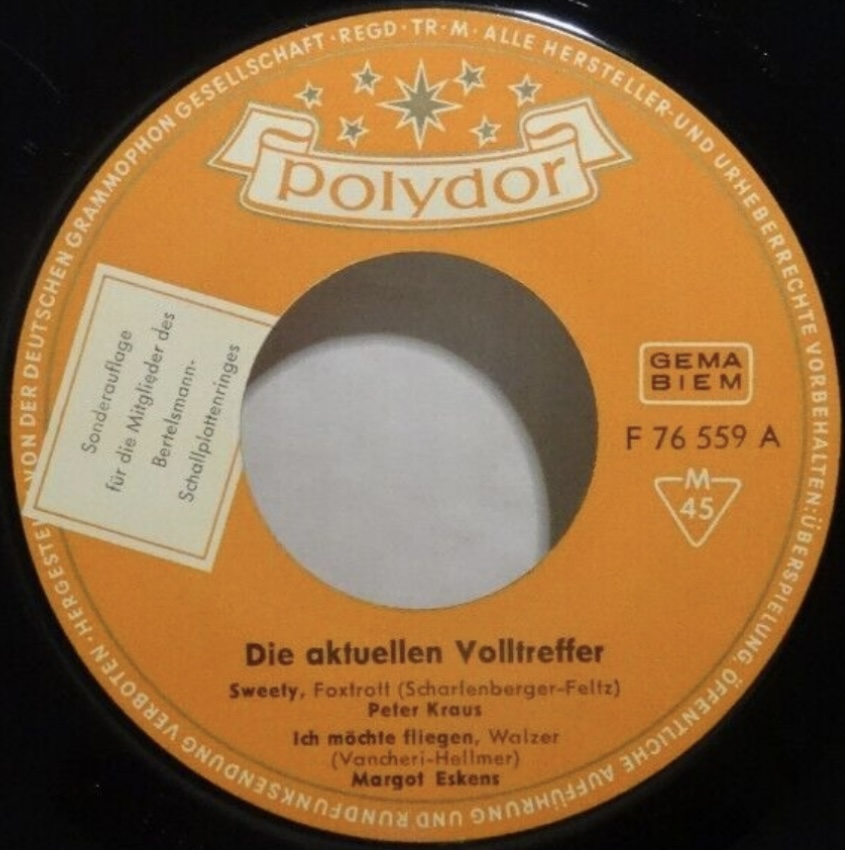 HERGESTE VON DER DEUTSCHEN GRAMMOPHON GESELLSCHAFT · REGD · TR · M · ALLE HERSTELLER- UND URHEBERRECHTE VORBEHALTEN: ÜBERSPIELUNG, ÖFFENTLICHE AUFFÜHRUNG UND RUNDFUNKSENDUNG VERBOTEN ·
polydor
Sonderauflage
für die Mitglieder des
Bertelsmann-
Schallplattenringes
GEMA
BIEM
F 76 559 A
M
45
Die aktuellen Volltreffer
Sweety, Foxtrott (Scharfenberger-Feltz)
Peter Kraus
Ich möchte fliegen, Walzer
(Vancheri-Hellmer)
Margot Eskens